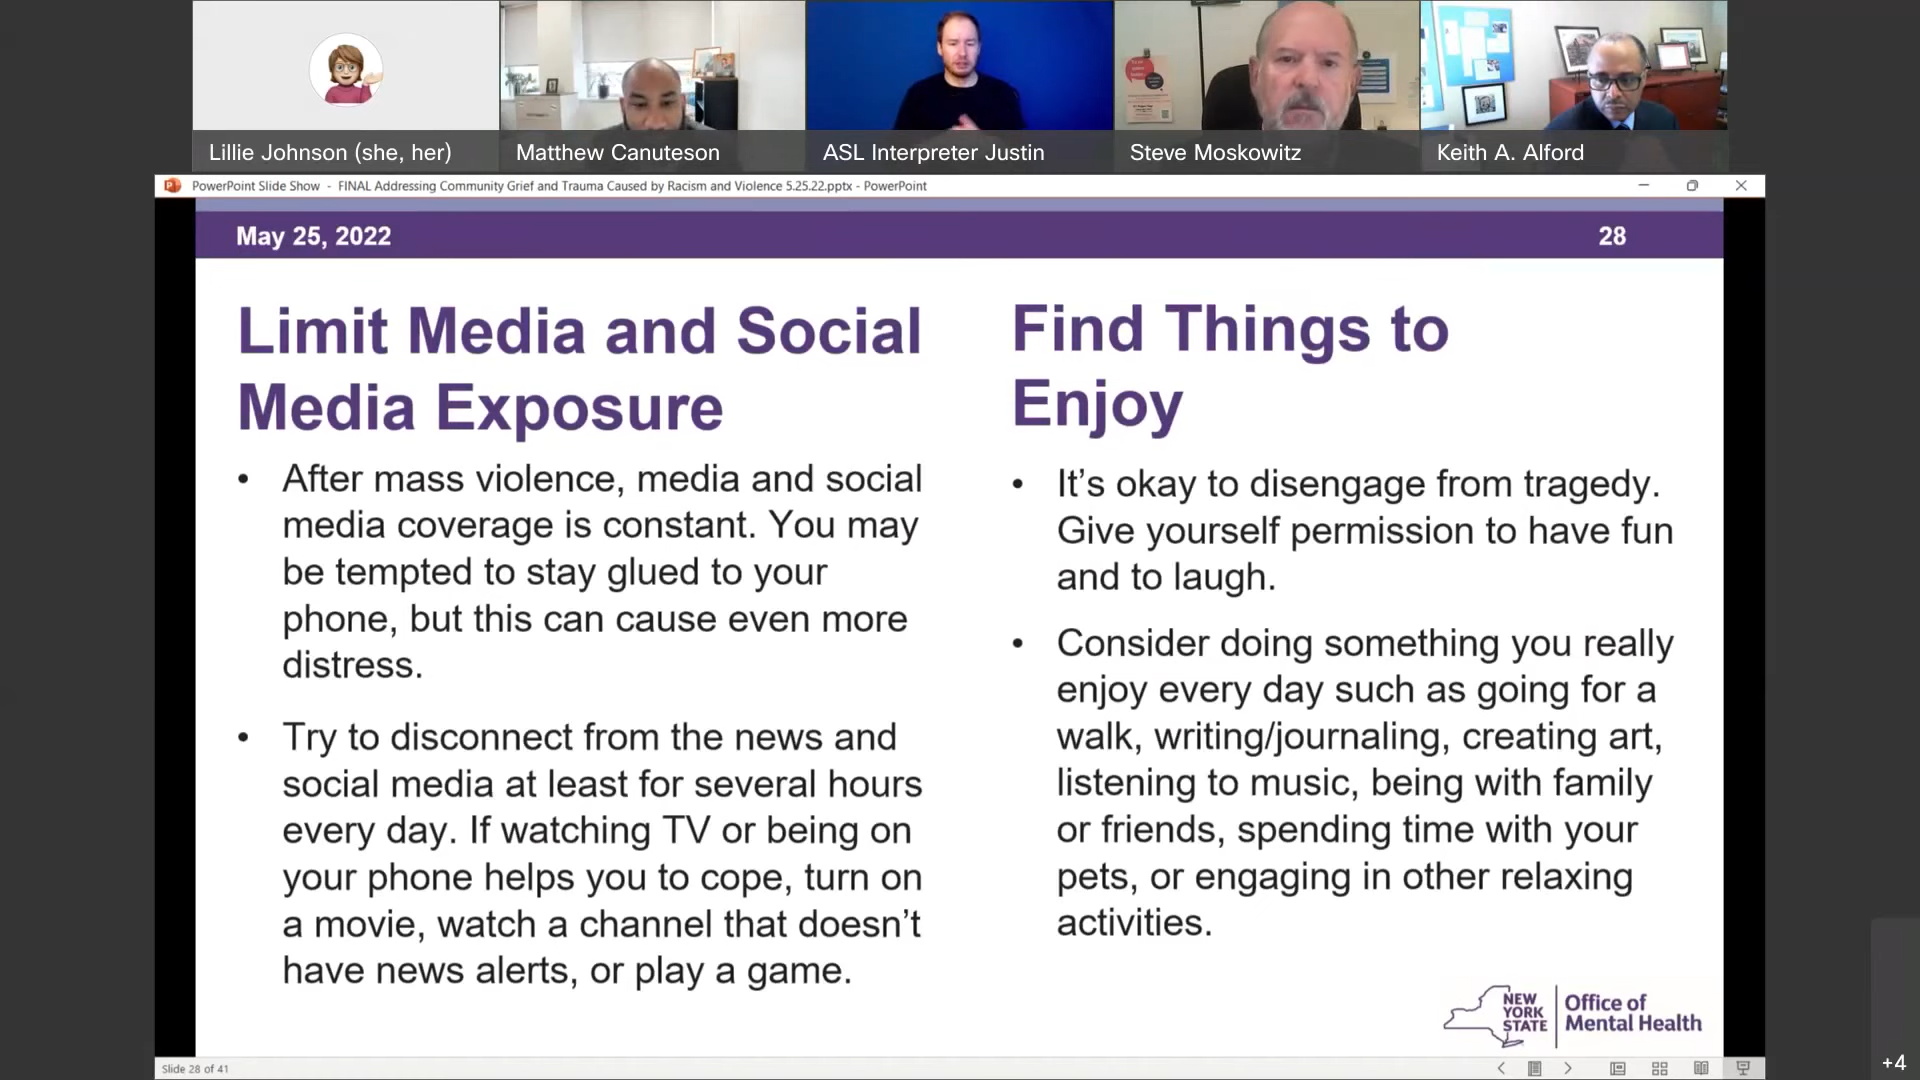 Lillie Johnson (she, her)
Matthew Canuteson
ASL Interpreter Justin
Steve Moskowitz
Keith A. Alford
PowerPoint Slide Show - FINAL Addressing Community Grief and Trauma Caused by Racism and Violence 5.25.22.pptx - PowerPoint
May 25, 2022
28
Limit Media and Social
Media Exposure
• After mass violence, media and social
media coverage is constant. You may
be tempted to stay glued to your
phone, but this can cause even more
distress.
• Try to disconnect from the news and
social media at least for several hours
every day. If watching TV or being on
your phone helps you to cope, turn on
a movie, watch a channel that doesn’t
have news alerts, or play a game.
Find Things to
Enjoy
• It’s okay to disengage from tragedy.
Give yourself permission to have fun
and to laugh.
• Consider doing something you really
enjoy every day such as going for a
walk, writing/journaling, creating art,
listening to music, being with family
or friends, spending time with your
pets, or engaging in other relaxing
activities.
NEW
YORK
STATE
Office of
Mental Health
Slide 28 of 41
+4